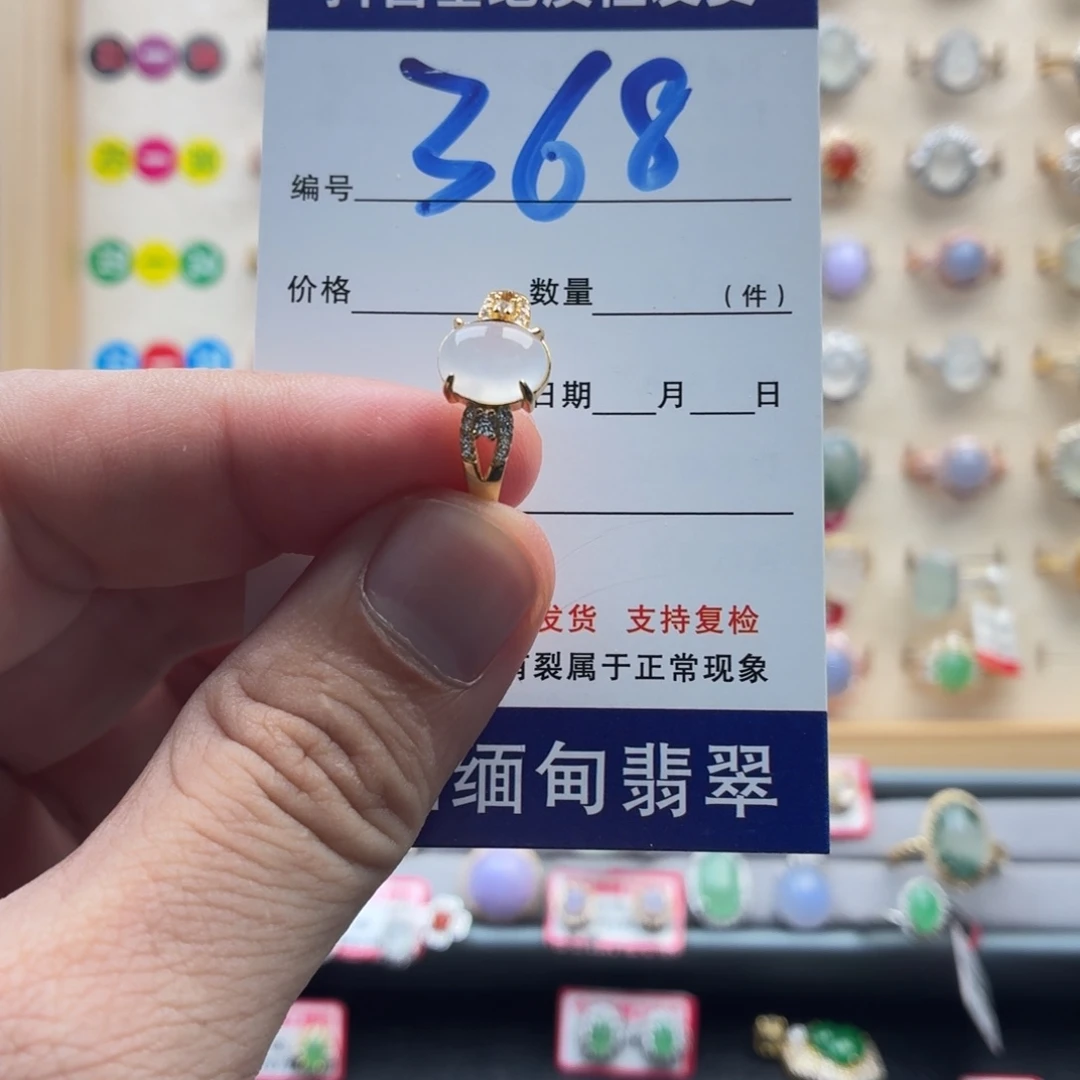 368
编号
价格 数量 (件)
日期 月 日
发货 支持复检
裂属于正常现象
缅甸翡翠